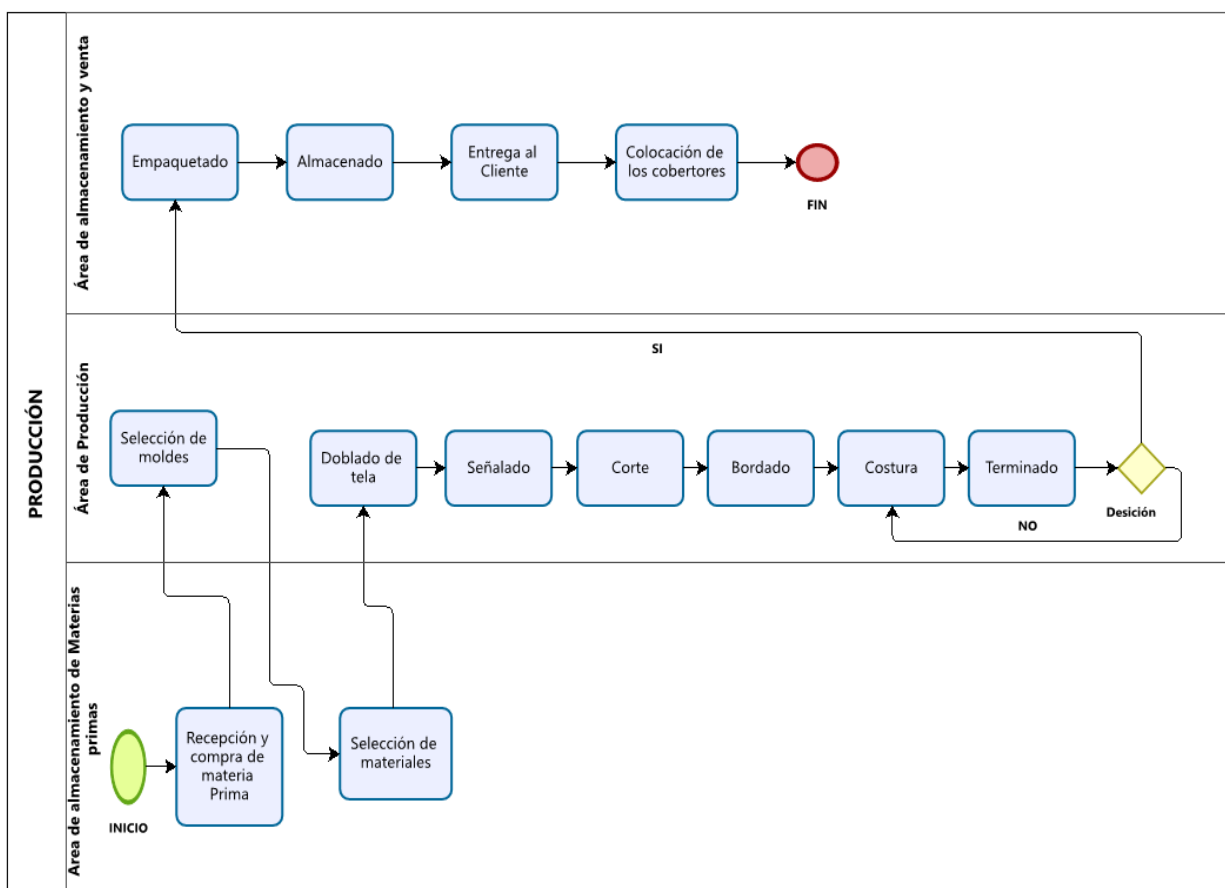 PRODUCCIÓN
Área de almacenamiento y venta
Empaquetado
Almacenado
Entrega al
Cliente
Colocación de
los cobertores
FIN
SI
Área de Producción
Selección de
moldes
Doblado de
tela
Señalado
Corte
Bordado
Costura
Terminado
Desición
NO
Área de almacenamiento de Materias
primas
INICIO
Recepción y
compra de
materia
Prima
Selección de
materiales